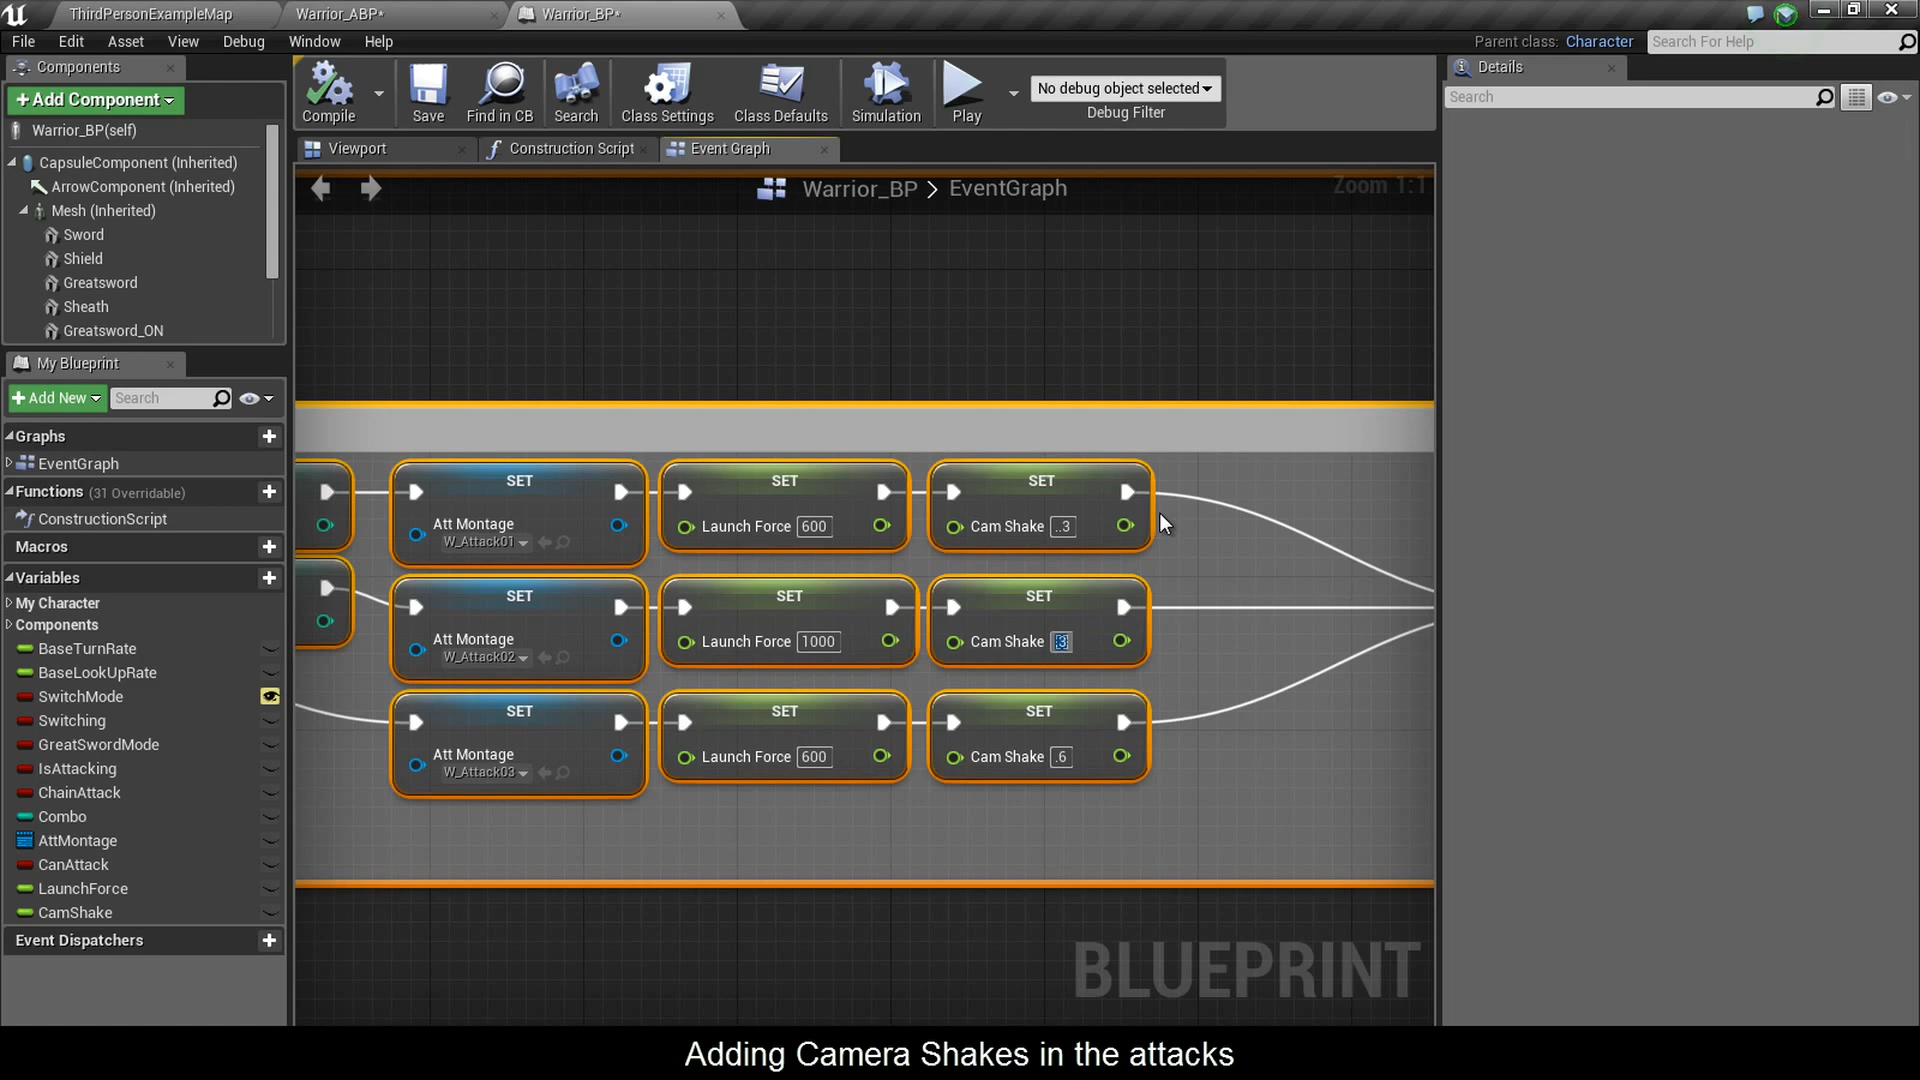 ThirdPersonExampleMap
Warrior_ABP*
Warrior_BP*
File
Edit
Asset
View
Debug
Window
Help
Parent class: Character
Search For Help
Components
+Add Component
Warrior_BP(self)
CapsuleComponent (Inherited)
ArrowComponent (Inherited)
Mesh (Inherited)
Sword
Shield
Greatsword
Sheath
Greatsword_ON
My Blueprint
+Add New
Search
Graphs
EventGraph
Functions (31 Overridable)
ConstructionScript
Macros
Variables
My Character
Components
BaseTurnRate
BaseLookUpRate
SwitchMode
Switching
GreatSwordMode
IsAttacking
ChainAttack
Combo
AttMontage
CanAttack
LaunchForce
CamShake
Event Dispatchers
Compile
Save
Find in CB
Search
Class Settings
Class Defaults
Simulation
Play
No debug object selected
Debug Filter
Viewport
Construction Script
Event Graph
Warrior_BP > EventGraph
Zoom 1:1
SET
Att Montage
W_Attack01
SET
Launch Force 600
SET
Cam Shake ..3
SET
Att Montage
W_Attack02
SET
Launch Force 1000
SET
Cam Shake
SET
Att Montage
W_Attack03
SET
Launch Force 600
SET
Cam Shake .6
BLUEPRINT
Details
Search
Adding Camera Shakes in the attacks